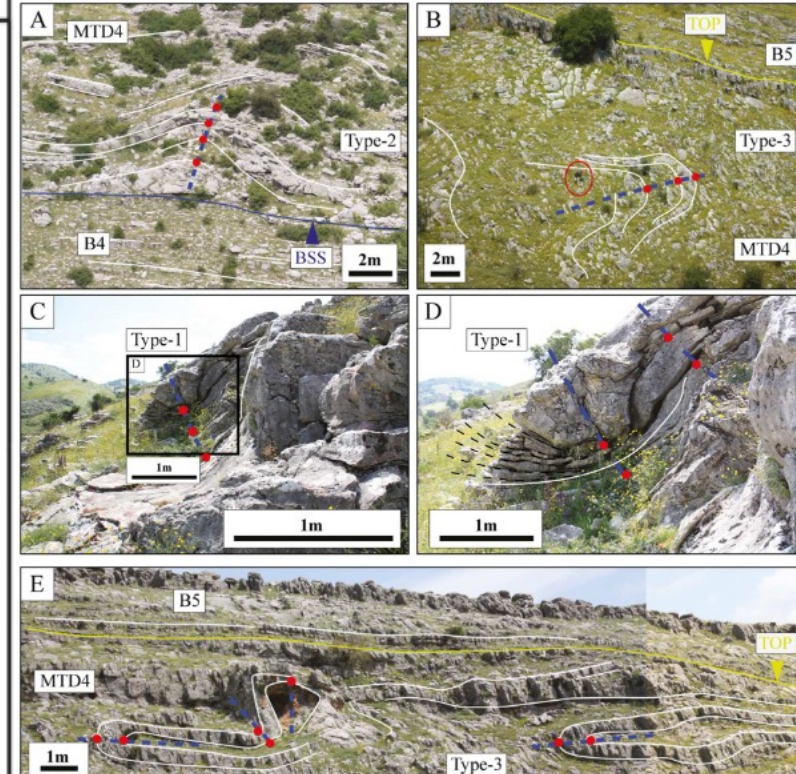 A
MTD4
Type-2
B4
BSS
2m
B
TOP
B5
Type-3
MTD4
2m
C
Type-1
D
1m
1m
D
Type-1
1m
E
B5
TOP
MTD4
Type-3
1m